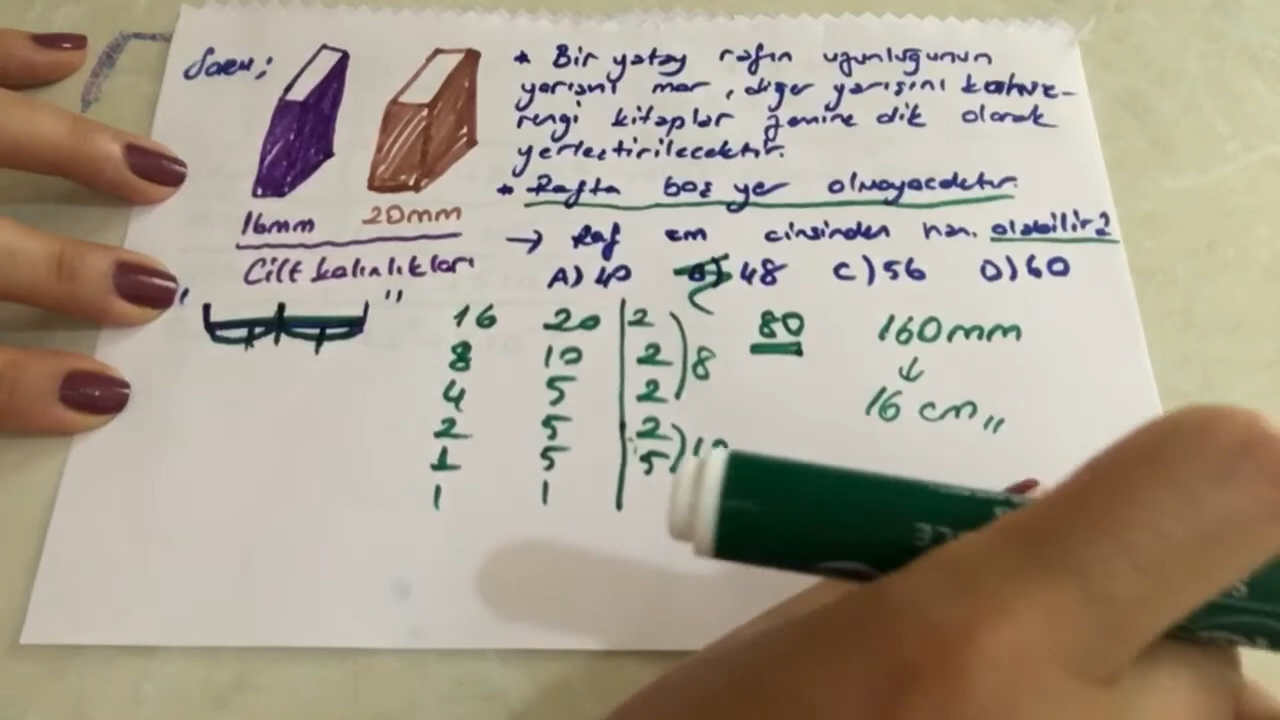 Soru:
* Bir yatay rafın uzunluğunun
yarısını mor, diğer yarısını kahve-
rengi kitaplar zemine dik olarak
yerleştirilecektir.
* Rafta boş yer olmayacaktır.
16mm 20mm
Cilt kalınlıkları
→ Raf cm cinsinden han. olabilir?
A) 40 B) 48 C) 56 D) 60
16 20 2
8 10 2 8
4 5 2
2 5 2
1 5 5
1 1
80
160mm
↓
16 cm